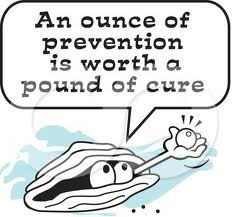 An ounce of
prevention
is worth a
pound of cure